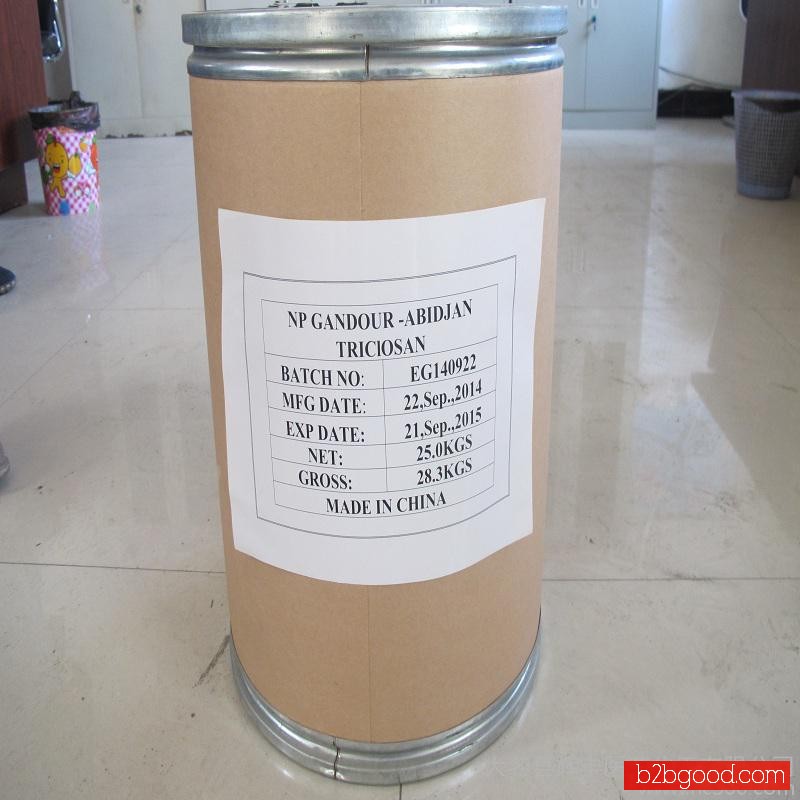 NP GANDOUR -ABIDJAN
TRICIOSAN
BATCH NO: EG140922
MFG DATE: 22,Sep.,2014
EXP DATE: 21,Sep.,2015
NET: 25.0KGS
GROSS: 28.3KGS
MADE IN CHINA
b2bgood.com